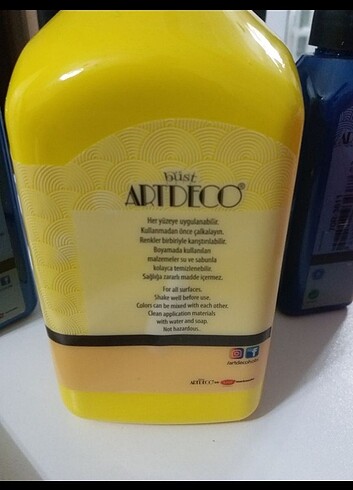 büst
ARTDECO®
Her yüzeye uygulanabilir.
Kullanmadan önce çalkalayın.
Renkler birbiriyle karıştırılabilir.
Boyamada kullanılan
malzemeler su ve sabunla
kolayca temizlenebilir.
Sağlığa zararlı madde içermez.
For all surfaces.
Shake well before use.
Colors can be mixed with each other.
Clean application materials
with water and soap.
Not hazardous.